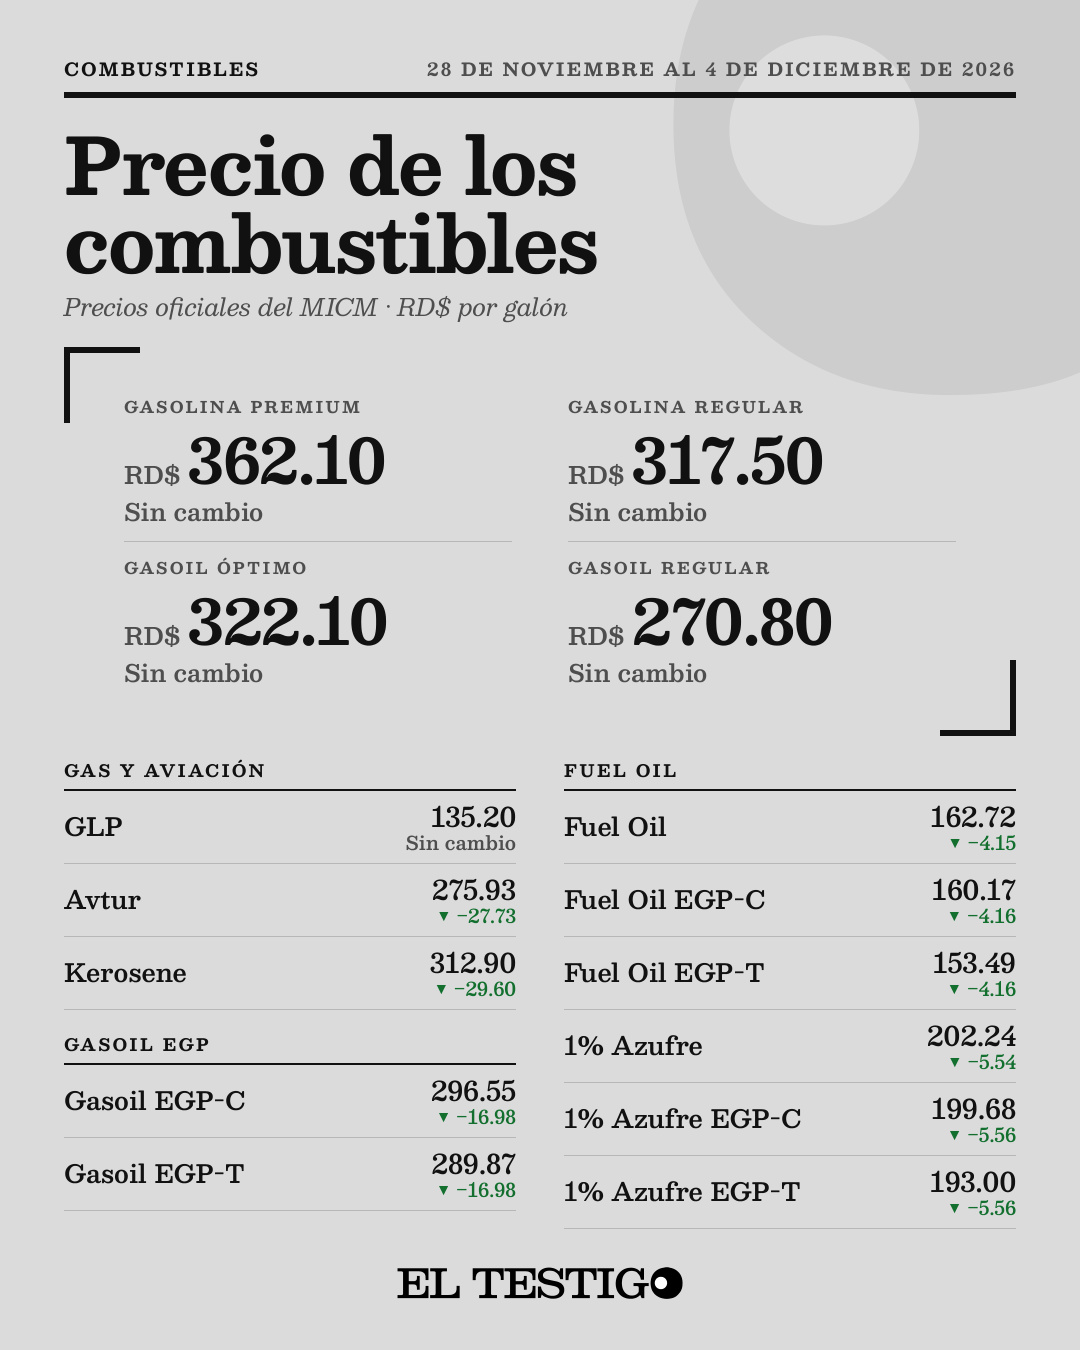 COMBUSTIBLES
28 DE NOVIEMBRE AL 4 DE DICIEMBRE DE 2026
Precio de los
combustibles
Precios oficiales del MICM · RD$ por galón
GASOLINA PREMIUM
RD$ 362.10
Sin cambio
GASOLINA REGULAR
RD$ 317.50
Sin cambio
GASOIL ÓPTIMO
RD$ 322.10
Sin cambio
GASOIL REGULAR
RD$ 270.80
Sin cambio
GAS Y AVIACIÓN
GLP
135.20
Sin cambio
Avtur
275.93
▼ −27.73
Kerosene
312.90
▼ −29.60
GASOIL EGP
Gasoil EGP-C
296.55
▼ −16.98
Gasoil EGP-T
289.87
▼ −16.98
FUEL OIL
Fuel Oil
162.72
▼ −4.15
Fuel Oil EGP-C
160.17
▼ −4.16
Fuel Oil EGP-T
153.49
▼ −4.16
1% Azufre
202.24
▼ −5.54
1% Azufre EGP-C
199.68
▼ −5.56
1% Azufre EGP-T
193.00
▼ −5.56
EL TESTIGO